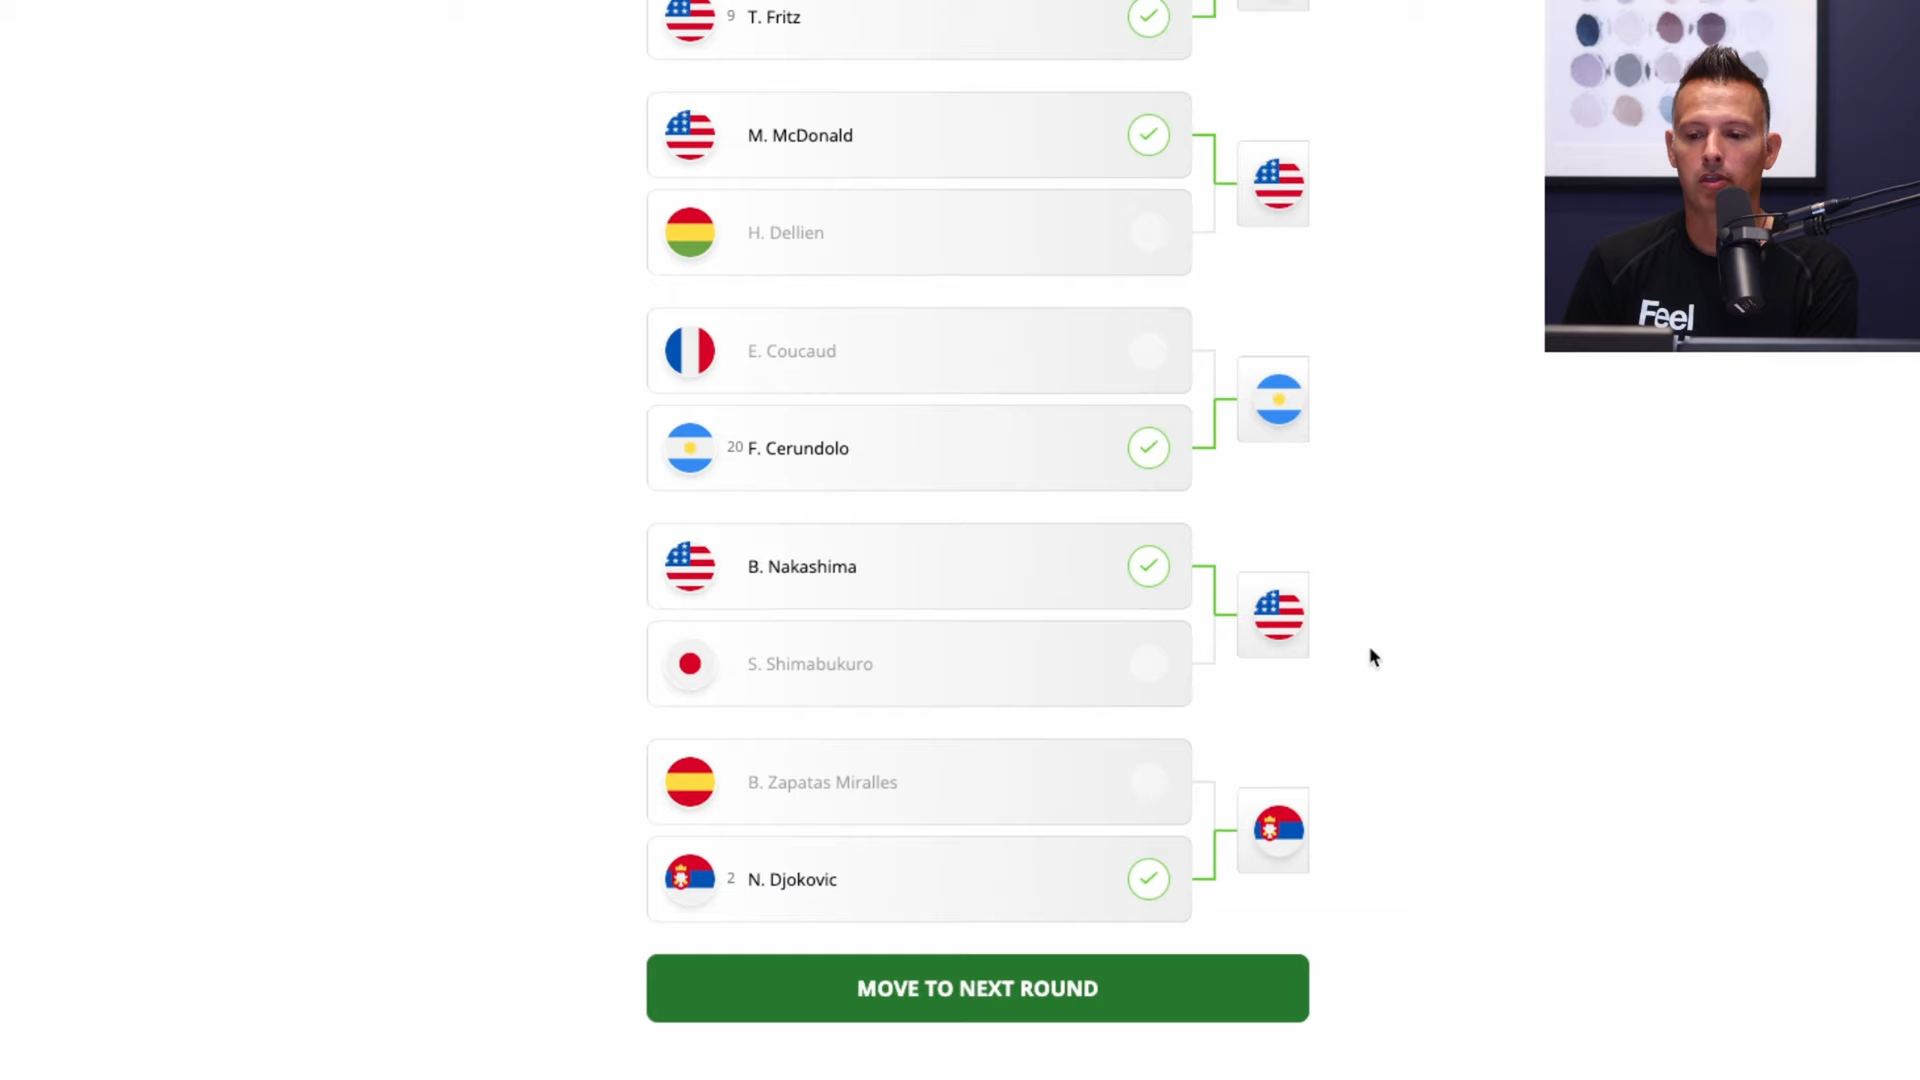 9 T. Fritz
M. McDonald
H. Dellien
E. Coucaud
20 F. Cerundolo
B. Nakashima
S. Shimabukuro
B. Zapatas Miralles
2 N. Djokovic
MOVE TO NEXT ROUND
Feel